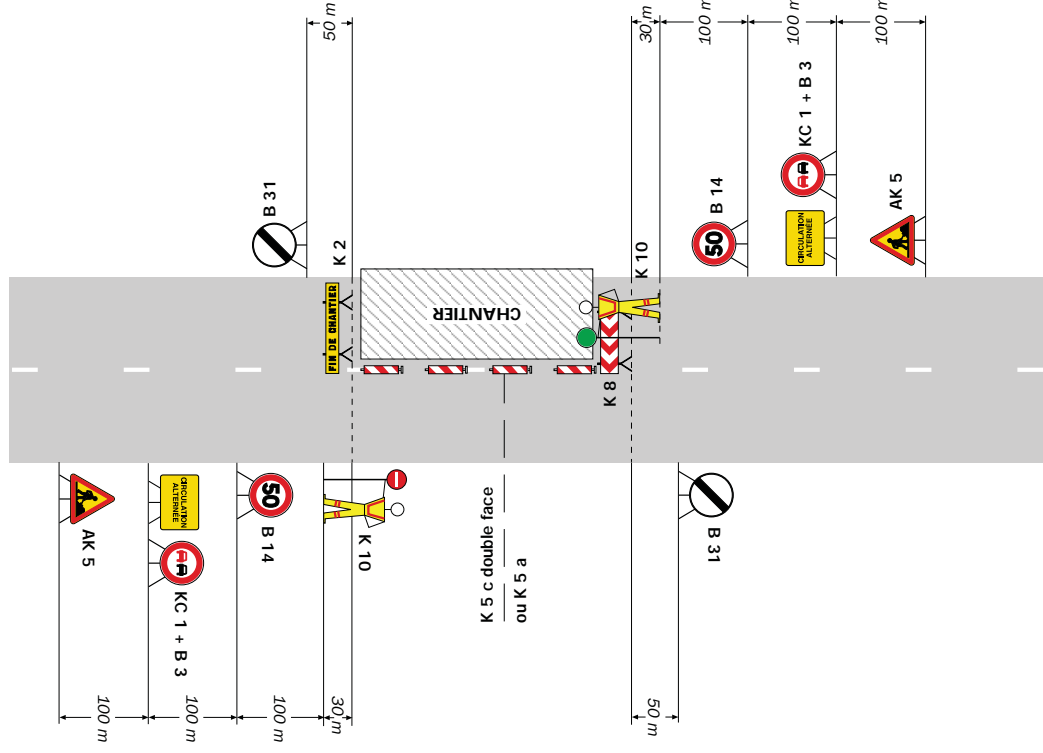 50 m
30 m
100 m
100 m
100 m
B 31
K 2
K 10
B 14
50
KC 1 + B 3
CIRCULATION
ALTERNÉE
AK 5
FIN DE CHANTIER
CHANTIER
K 8
AK 5
CIRCULATION
ALTERNÉE
KC 1 + B 3
50
B 14
K 10
K 5 c double face
ou K 5 a
B 31
100 m
100 m
100 m
30 m
50 m